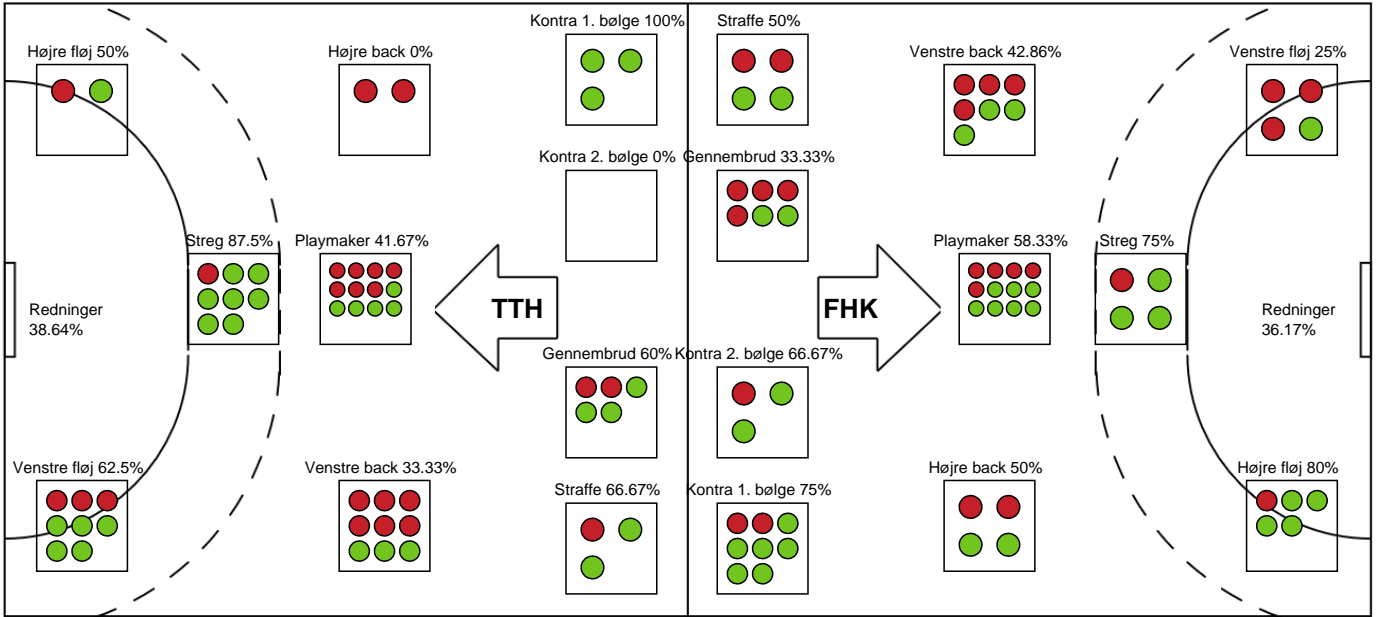 Kontra 1. bølge 100%
Straffe 50%
Højre fløj 50%
Højre back 0%
Venstre back 42.86%
Venstre fløj 25%
Kontra 2. bølge 0%
Gennembrud 33.33%
Streg 87.5%
Playmaker 41.67%
Playmaker 58.33%
Streg 75%
Redninger
38.64%
TTH
FHK
Redninger
36.17%
Gennembrud 60%
Kontra 2. bølge 66.67%
Venstre fløj 62.5%
Venstre back 33.33%
Højre back 50%
Højre fløj 80%
Straffe 66.67%
Kontra 1. bølge 75%